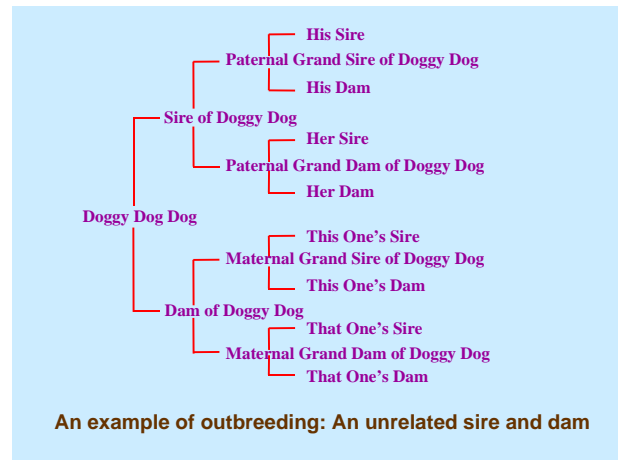 His Sire
Paternal Grand Sire of Doggy Dog
His Dam
Sire of Doggy Dog
Her Sire
Paternal Grand Dam of Doggy Dog
Her Dam
Doggy Dog Dog
This One's Sire
Maternal Grand Sire of Doggy Dog
This One's Dam
Dam of Doggy Dog
That One's Sire
Maternal Grand Dam of Doggy Dog
That One's Dam
An example of outbreeding: An unrelated sire and dam